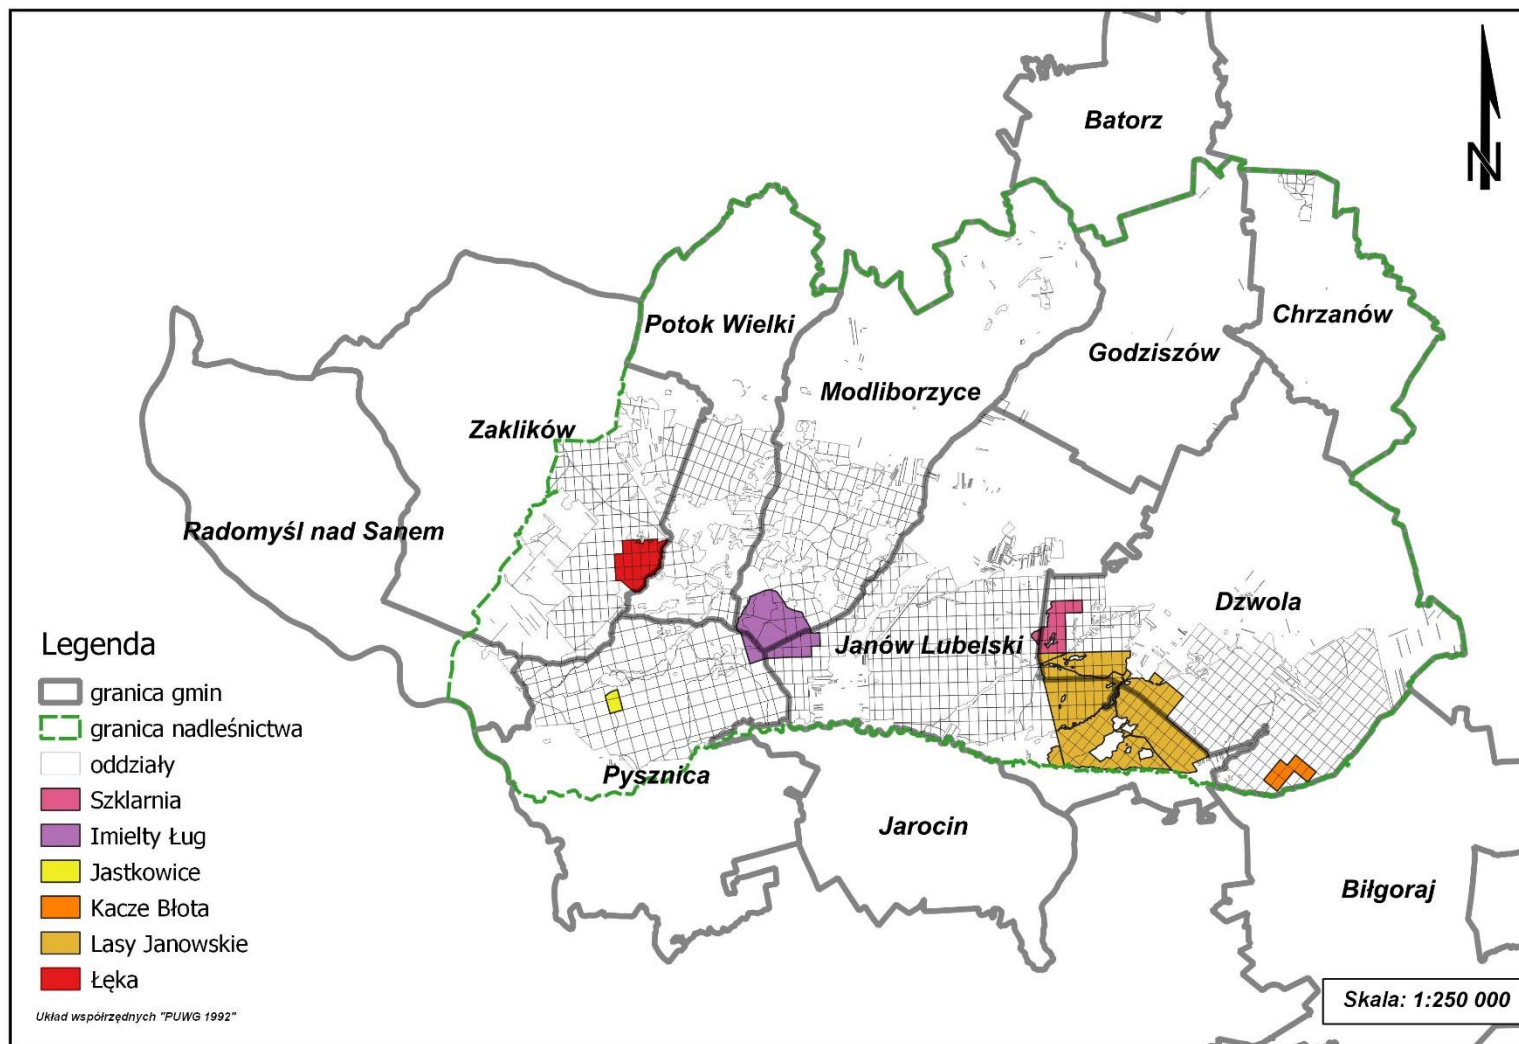 Batorz
N
Potok Wielki
Chrzanów
Godziszów
Modliborzyce
Zaklików
Radomyśl nad Sanem
Dzwola
Janów Lubelski
Pysznica
Jarocin
Biłgoraj
Legenda
granica gmin
granica nadleśnictwa
oddziały
Szklarnia
Imielty Ług
Jastkowice
Kacze Błota
Lasy Janowskie
Łęka
Układ współrzędnych "PUWG 1992"
Skala: 1:250 000